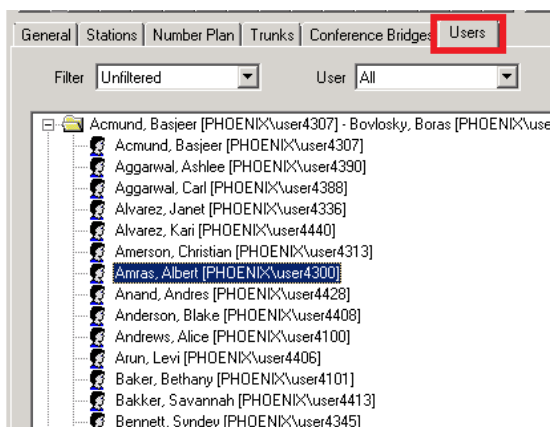 General Stations Number Plan Trunks Conference Bridges Users
Filter Unfiltered User All
Acmund, Basjeer [PHOENIX\user4307] - Bovlosky, Boras [PHOENIX\use
Acmund, Basjeer [PHOENIX\user4307]
Aggarwal, Ashlee [PHOENIX\user4390]
Aggarwal, Carl [PHOENIX\user4388]
Alvarez, Janet [PHOENIX\user4336]
Alvarez, Kari [PHOENIX\user4440]
Amerson, Christian [PHOENIX\user4313]
Amras, Albert [PHOENIX\user4300]
Anand, Andres [PHOENIX\user4428]
Anderson, Blake [PHOENIX\user4408]
Andrews, Alice [PHOENIX\user4100]
Arun, Levi [PHOENIX\user4406]
Baker, Bethany [PHOENIX\user4101]
Bakker, Savannah [PHOENIX\user4413]
Bennett, Syndey [PHOENIX\user4345]